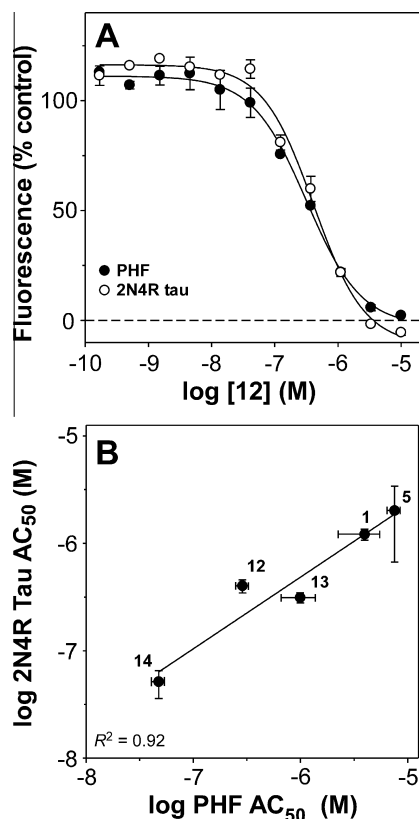 A
Fluorescence (% control)
100
50
0
PHF
2N4R tau
-10 -9 -8 -7 -6 -5
log [12] (M)
B
log 2N4R Tau AC50 (M)
-5
-6
-7
-8
5
1
12
13
14
R2 = 0.92
-8 -7 -6 -5
log PHF AC50 (M)